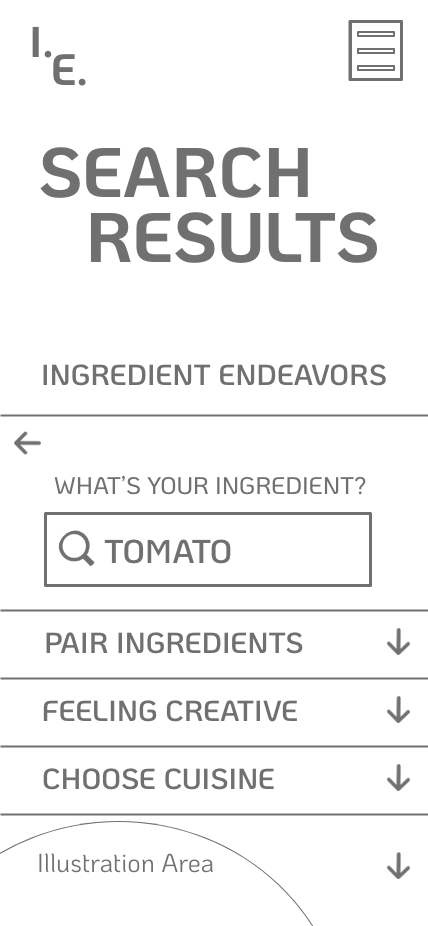 I.
E.
SEARCH
RESULTS
INGREDIENT ENDEAVORS
WHAT'S YOUR INGREDIENT?
TOMATO
PAIR INGREDIENTS
FEELING CREATIVE
CHOOSE CUISINE
Illustration Area